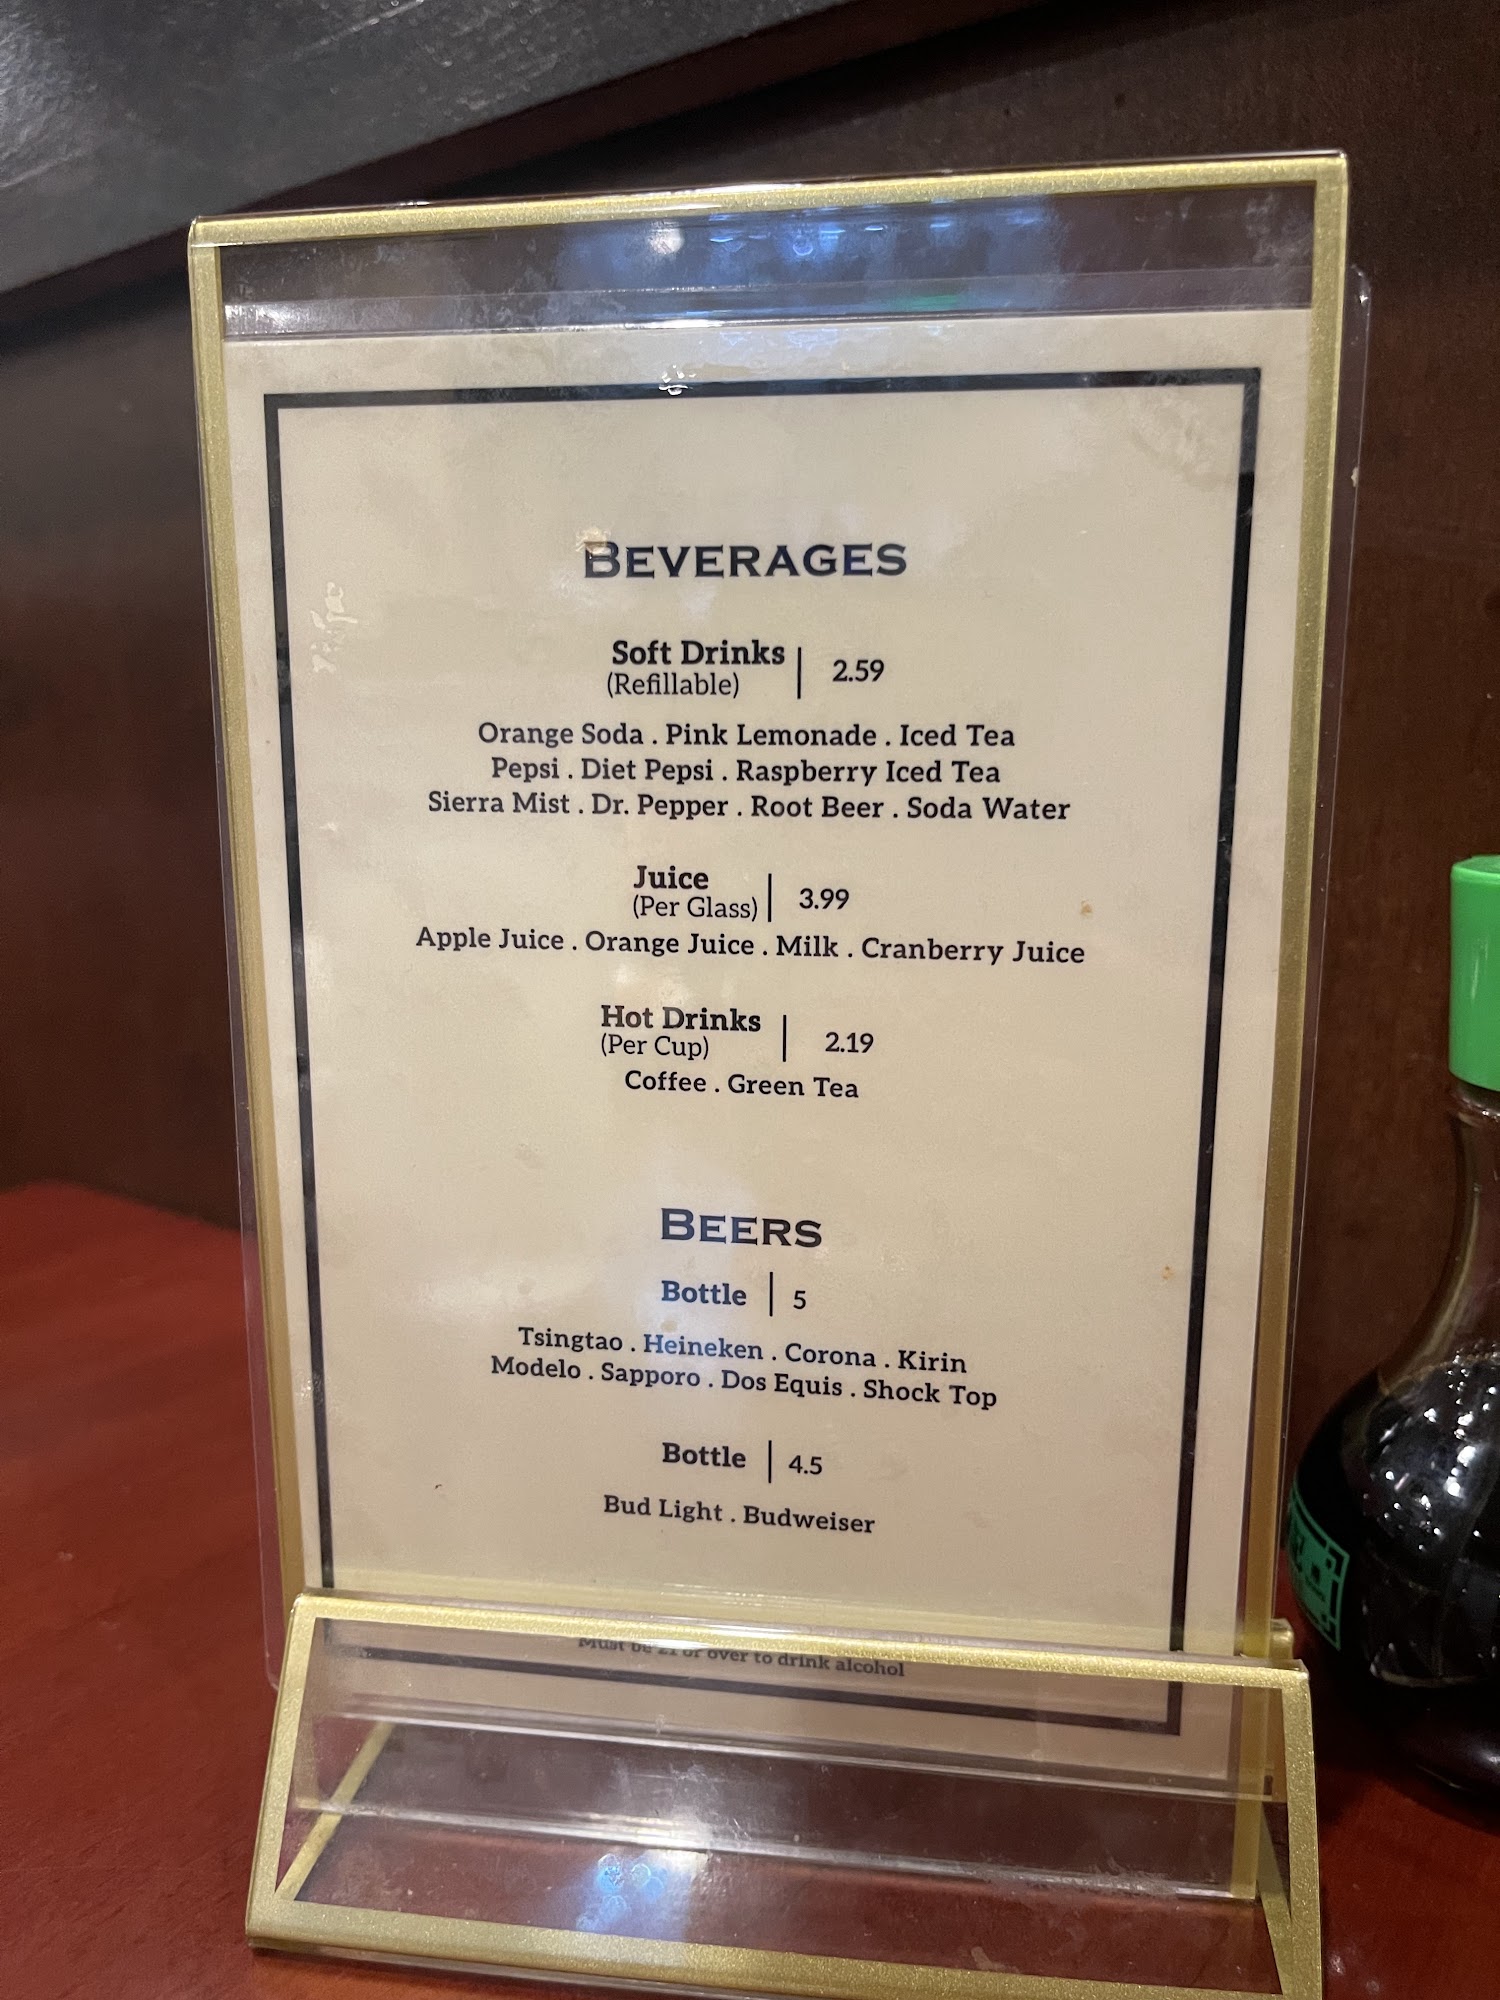 BEVERAGES
Soft Drinks | 2.59
(Refillable)
Orange Soda . Pink Lemonade . Iced Tea
Pepsi . Diet Pepsi . Raspberry Iced Tea
Sierra Mist . Dr. Pepper . Root Beer . Soda Water
Juice | 3.99
(Per Glass)
Apple Juice . Orange Juice . Milk . Cranberry Juice
Hot Drinks | 2.19
(Per Cup)
Coffee . Green Tea
BEERS
Bottle | 5
Tsingtao . Heineken . Corona . Kirin
Modelo . Sapporo . Dos Equis . Shock Top
Bottle | 4.5
Bud Light . Budweiser
Must be 21 or over to drink alcohol